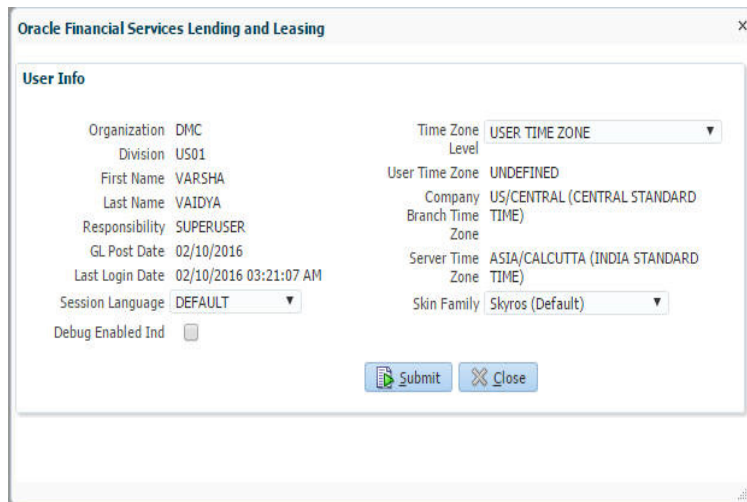 Oracle Financial Services Lending and Leasing
User Info
Organization DMC
Division US01
First Name VARSHA
Last Name VAIDYA
Responsibility SUPERUSER
GL Post Date 02/10/2016
Last Login Date 02/10/2016 03:21:07 AM
Session Language DEFAULT
Debug Enabled Ind
Time Zone Level USER TIME ZONE
User Time Zone UNDEFINED
Company Branch Time Zone US/CENTRAL (CENTRAL STANDARD TIME)
Server Time Zone ASIA/CALCUTTA (INDIA STANDARD TIME)
Skin Family Skyros (Default)
Submit Close